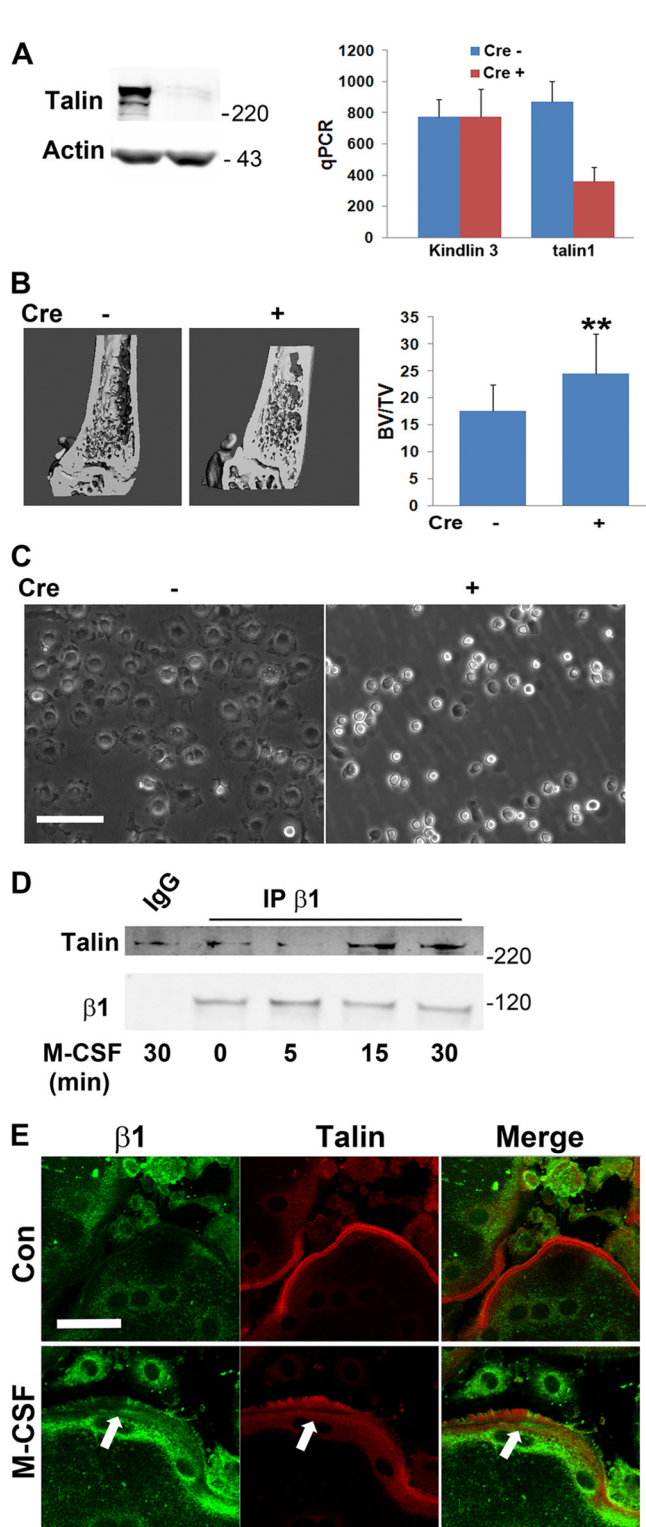 A
Talin
-220
Actin
- 43
1200
1000
800
600
400
200
0
qPCR
Cre -
Cre +
Kindlin 3
talin1
B
Cre - +
35
30
25
20
15
10
5
0
BV/TV
**
Cre - +
C
Cre - +
D
IgG
IP β1
Talin
-220
β1
-120
M-CSF 30 0 5 15 30
(min)
E
β1 Talin Merge
Con
M-CSF